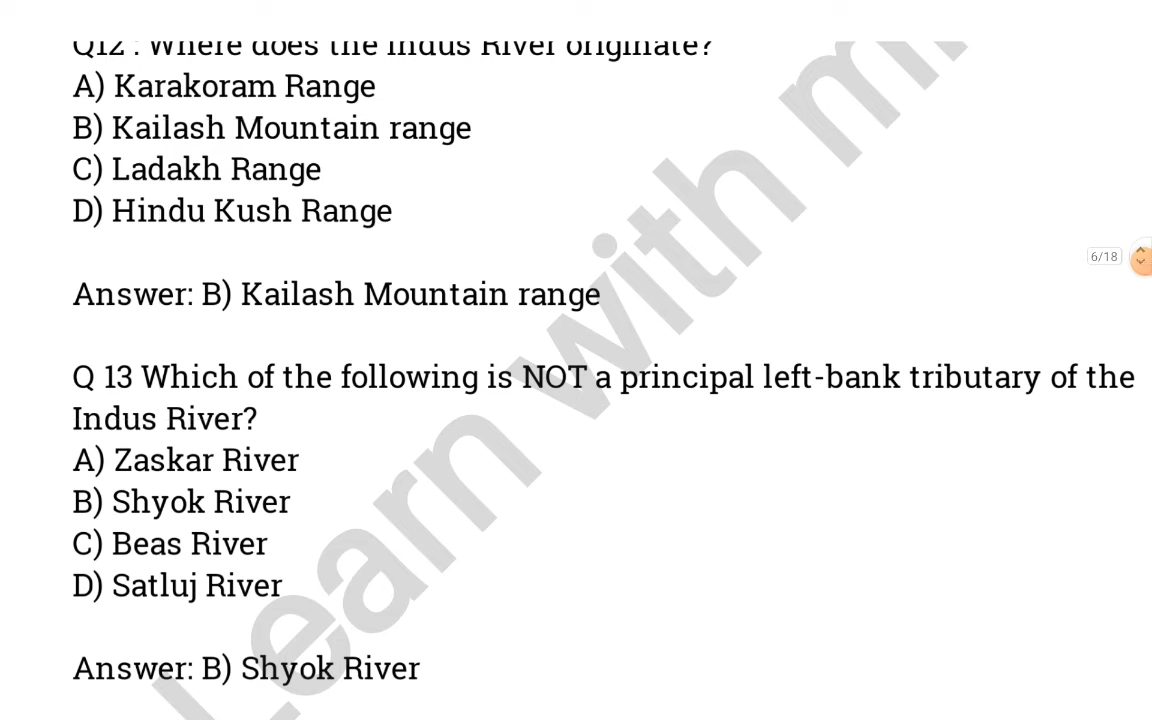 Q12 : Where does the Indus River originate?
A) Karakoram Range
B) Kailash Mountain range
C) Ladakh Range
D) Hindu Kush Range
6/18
Answer: B) Kailash Mountain range
Q 13 Which of the following is NOT a principal left-bank tributary of the
Indus River?
A) Zaskar River
B) Shyok River
C) Beas River
D) Satluj River
Answer: B) Shyok River
Learn with